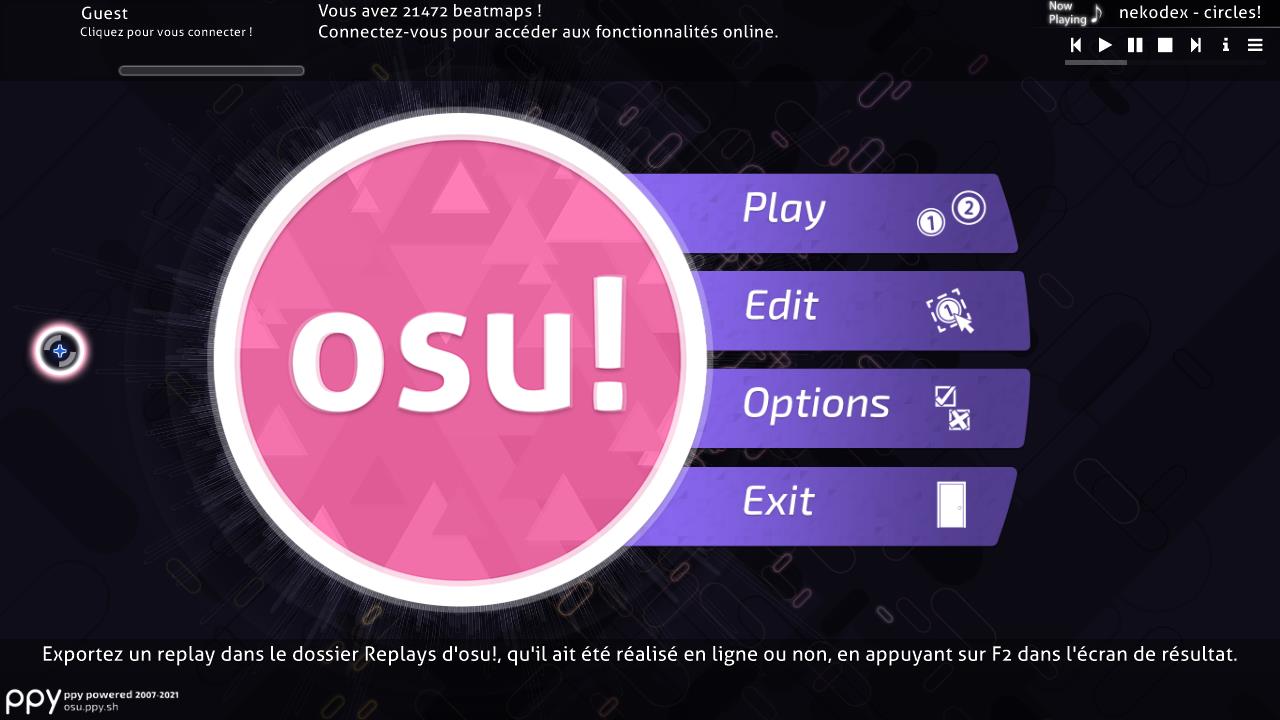 Guest
Cliquez pour vous connecter !
Vous avez 21472 beatmaps !
Connectez-vous pour accéder aux fonctionnalités online.
Now
Playing
nekodex - circles!
osu!
Play
1
2
Edit
1
Options
Exit
Exportez un replay dans le dossier Replays d'osu!, qu'il ait été réalisé en ligne ou non, en appuyant sur F2 dans l'écran de résultat.
ppy
ppy powered 2007-2021
osu.ppy.sh